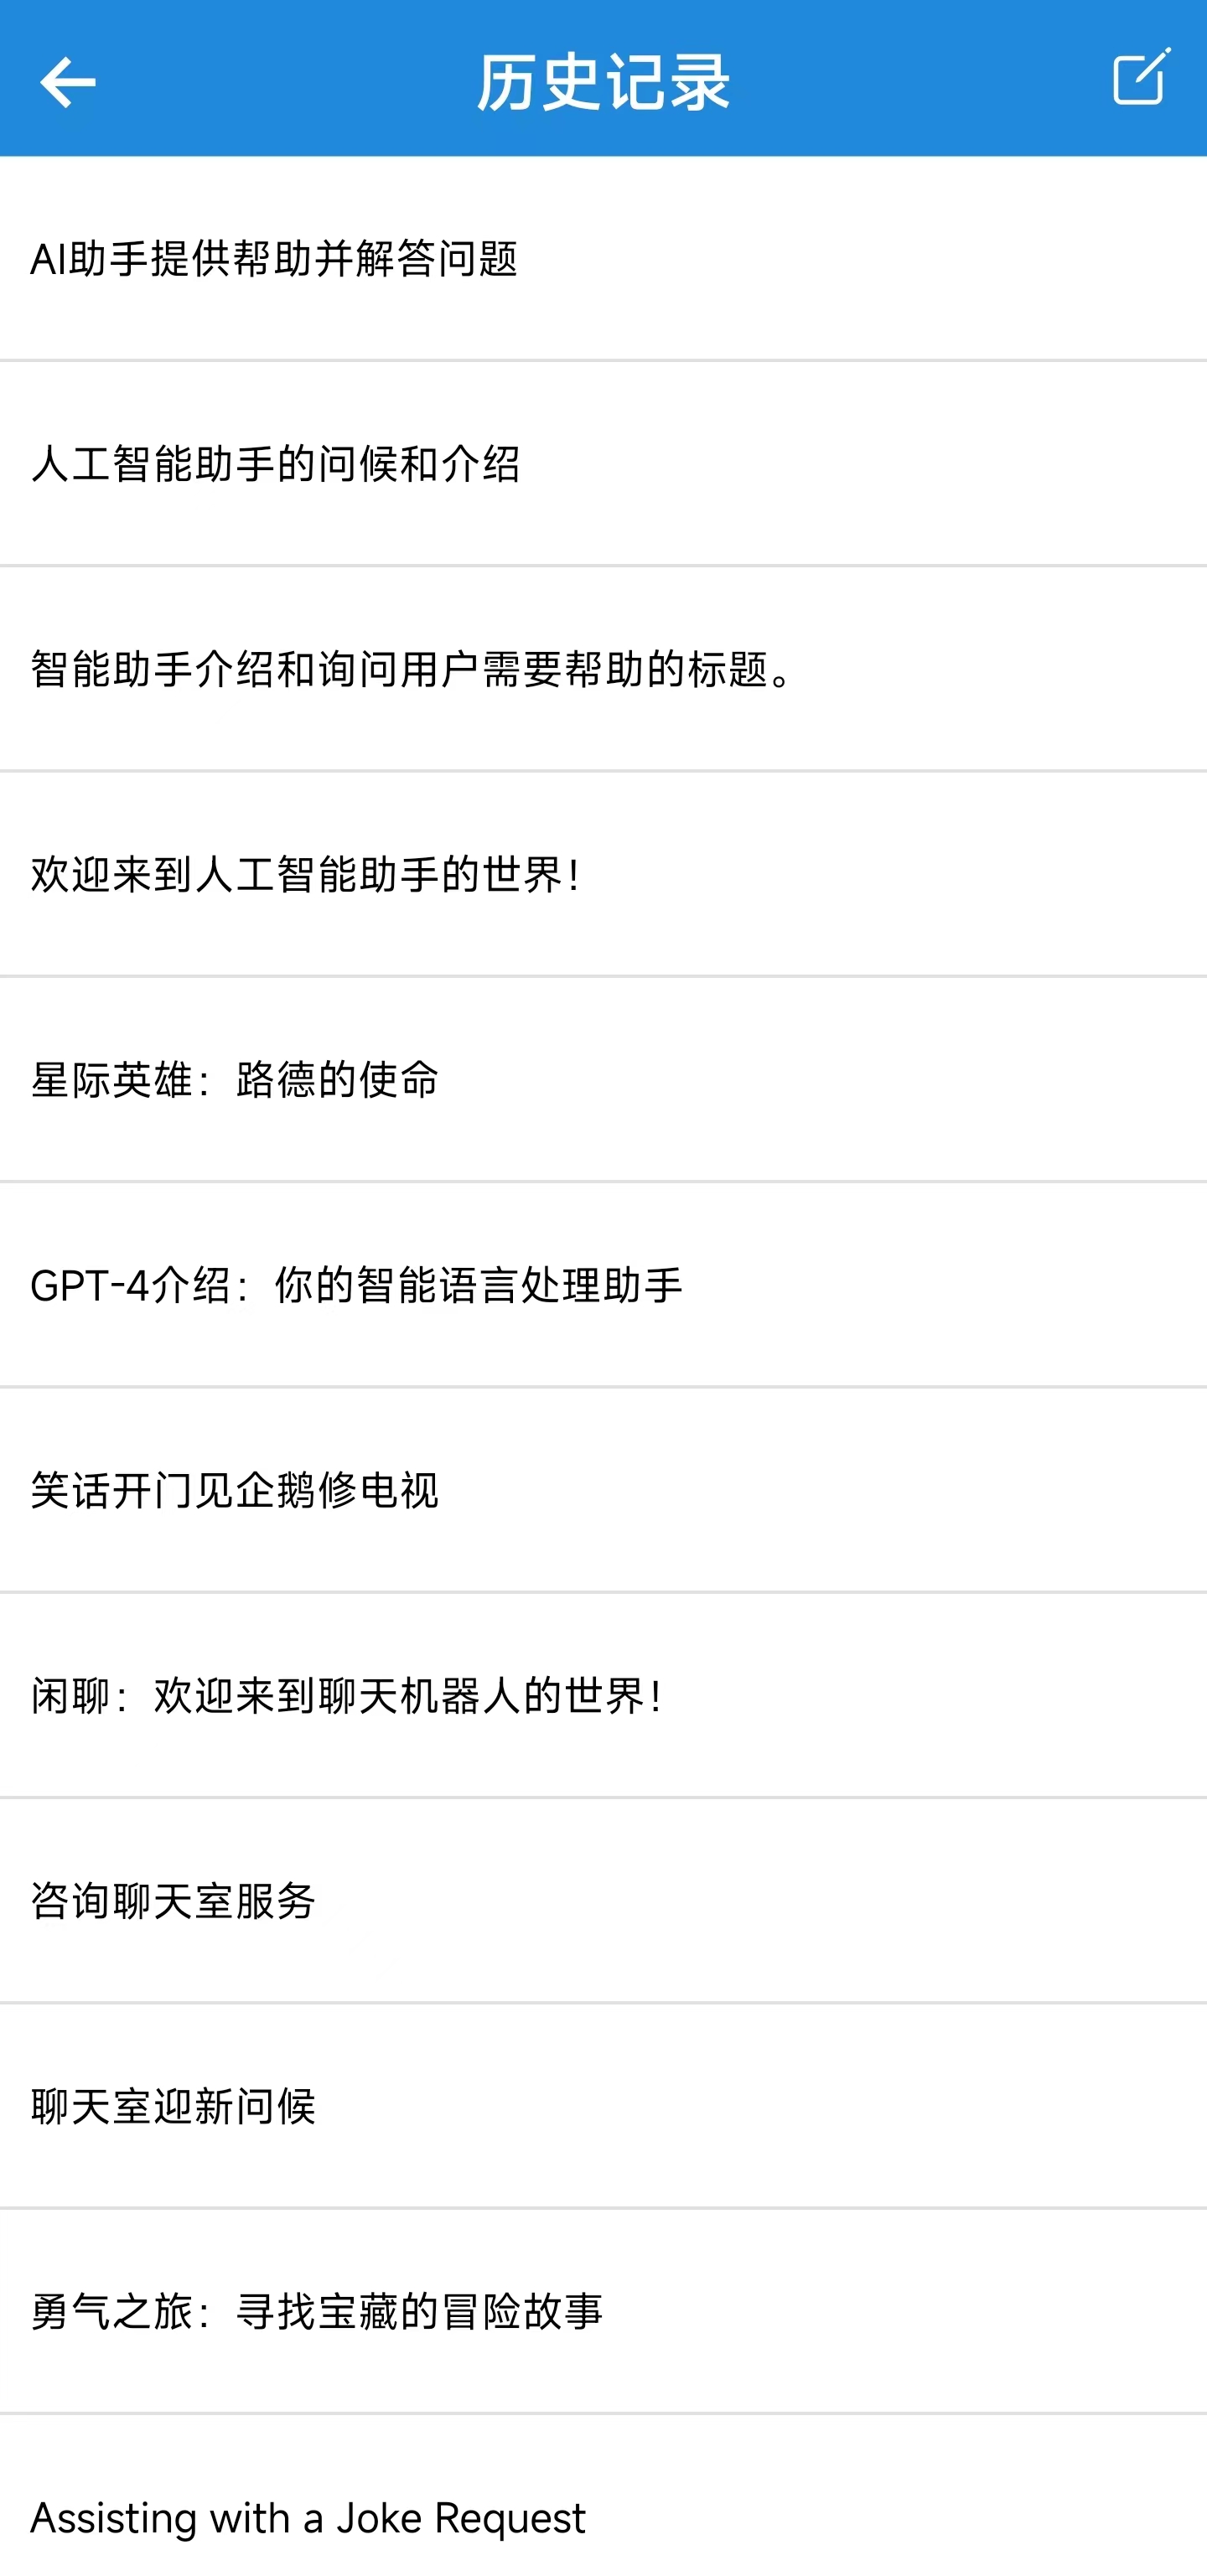 历史记录
AI助手提供帮助并解答问题
人工智能助手的问候和介绍
智能助手介绍和询问用户需要帮助的标题。
欢迎来到人工智能助手的世界！
星际英雄：路德的使命
GPT-4介绍：你的智能语言处理助手
笑话开门见企鹅修电视
闲聊：欢迎来到聊天机器人的世界！
咨询聊天室服务
聊天室迎新问候
勇气之旅：寻找宝藏的冒险故事
Assisting with a Joke Request